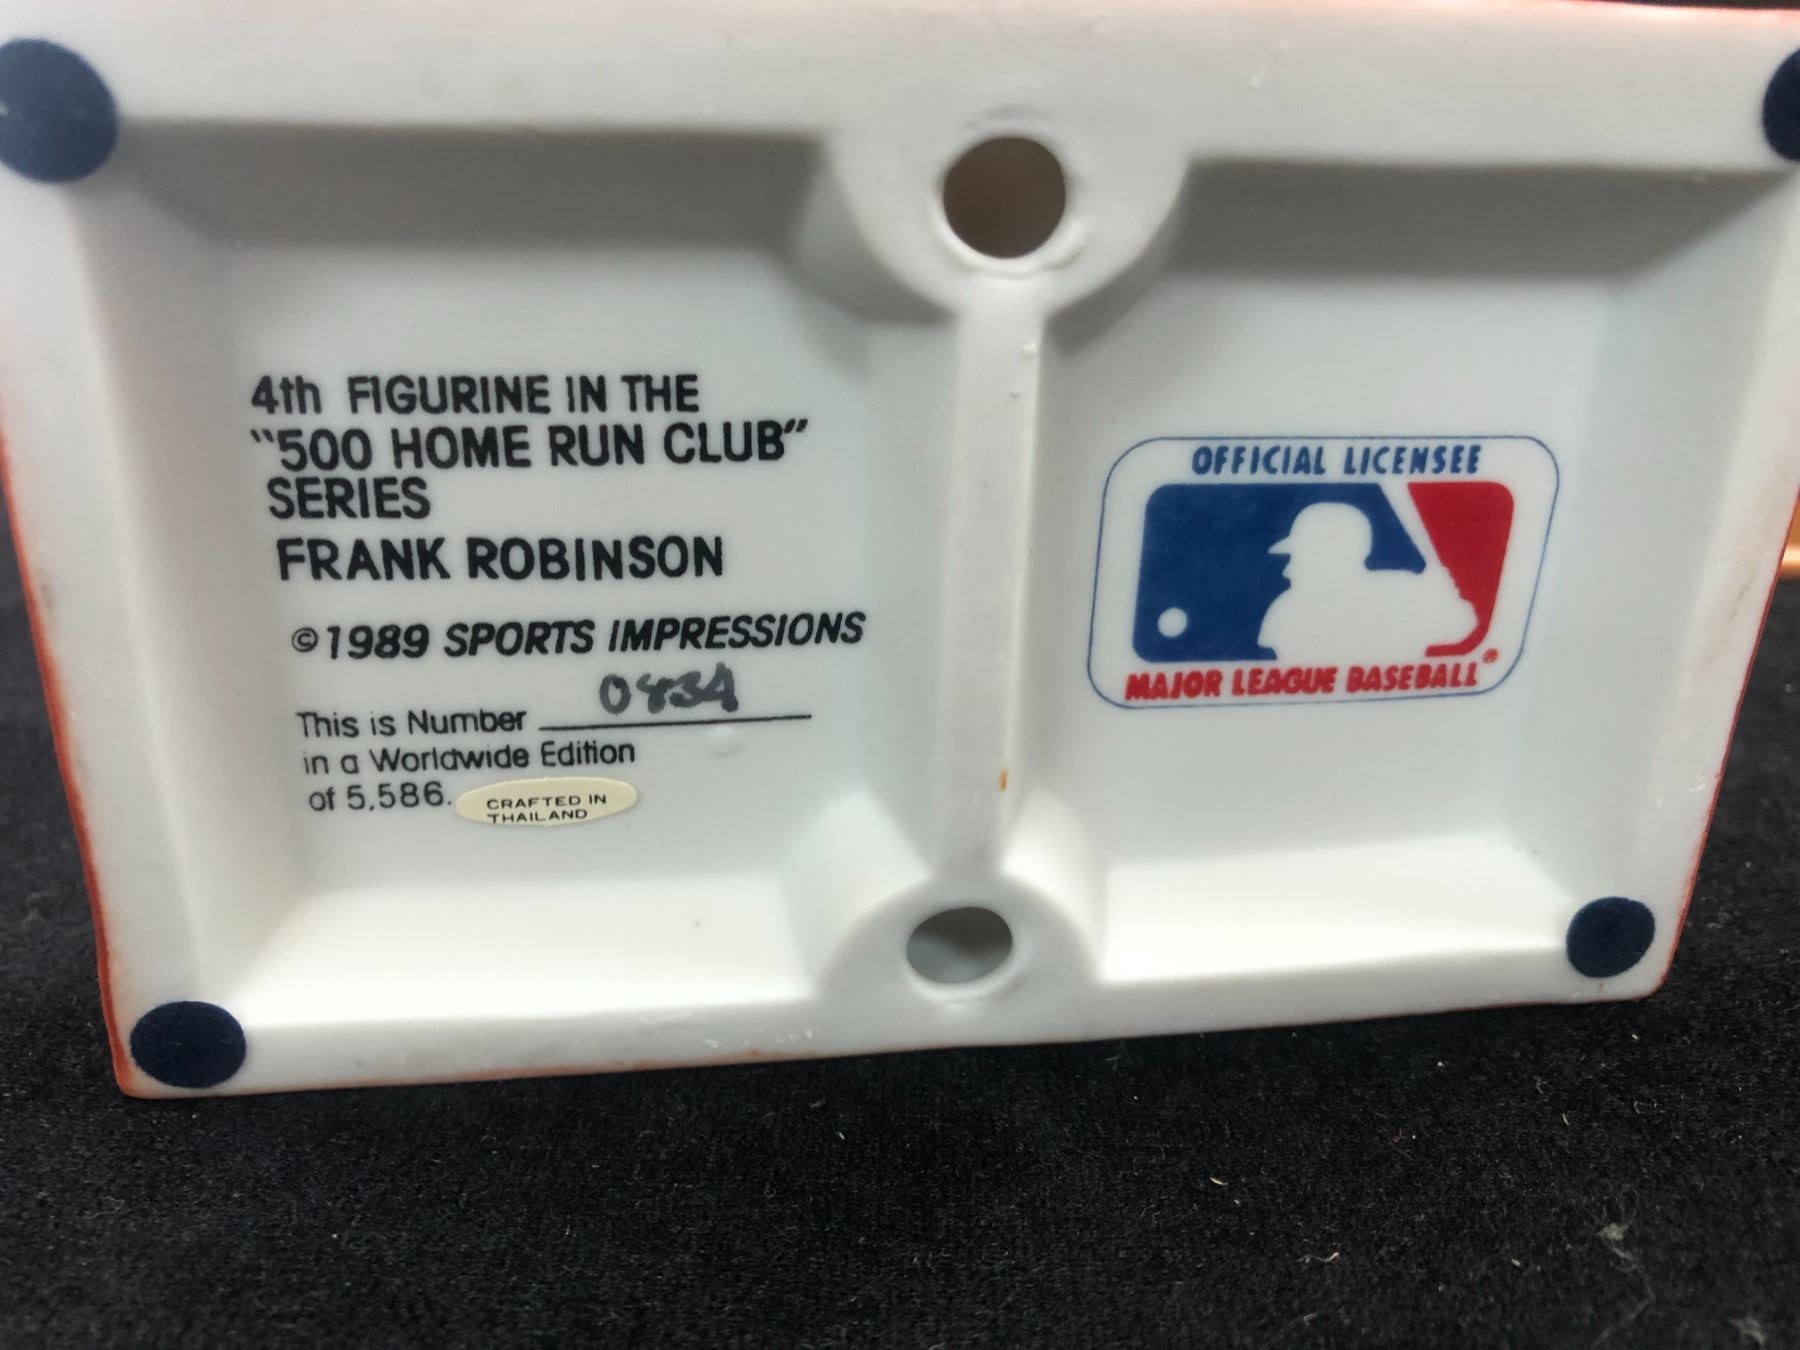 4th FIGURINE IN THE
"500 HOME RUN CLUB"
SERIES
FRANK ROBINSON
©1989 SPORTS IMPRESSIONS
This is Number 0834
in a Worldwide Edition
of 5,586.
CRAFTED IN
THAILAND
OFFICIAL LICENSEE
MAJOR LEAGUE BASEBALL®